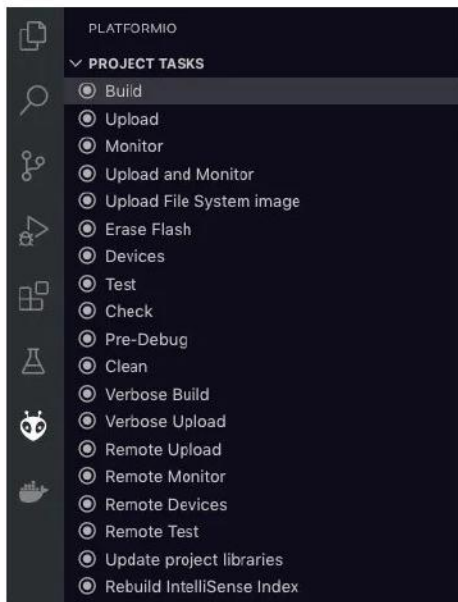 PLATFORMIO
PROJECT TASKS
Build
Upload
Monitor
Upload and Monitor
Upload File System image
Erase Flash
Devices
Test
Check
Pre-Debug
Clean
Verbose Build
Verbose Upload
Remote Upload
Remote Monitor
Remote Devices
Remote Test
Update project libraries
Rebuild IntelliSense Index